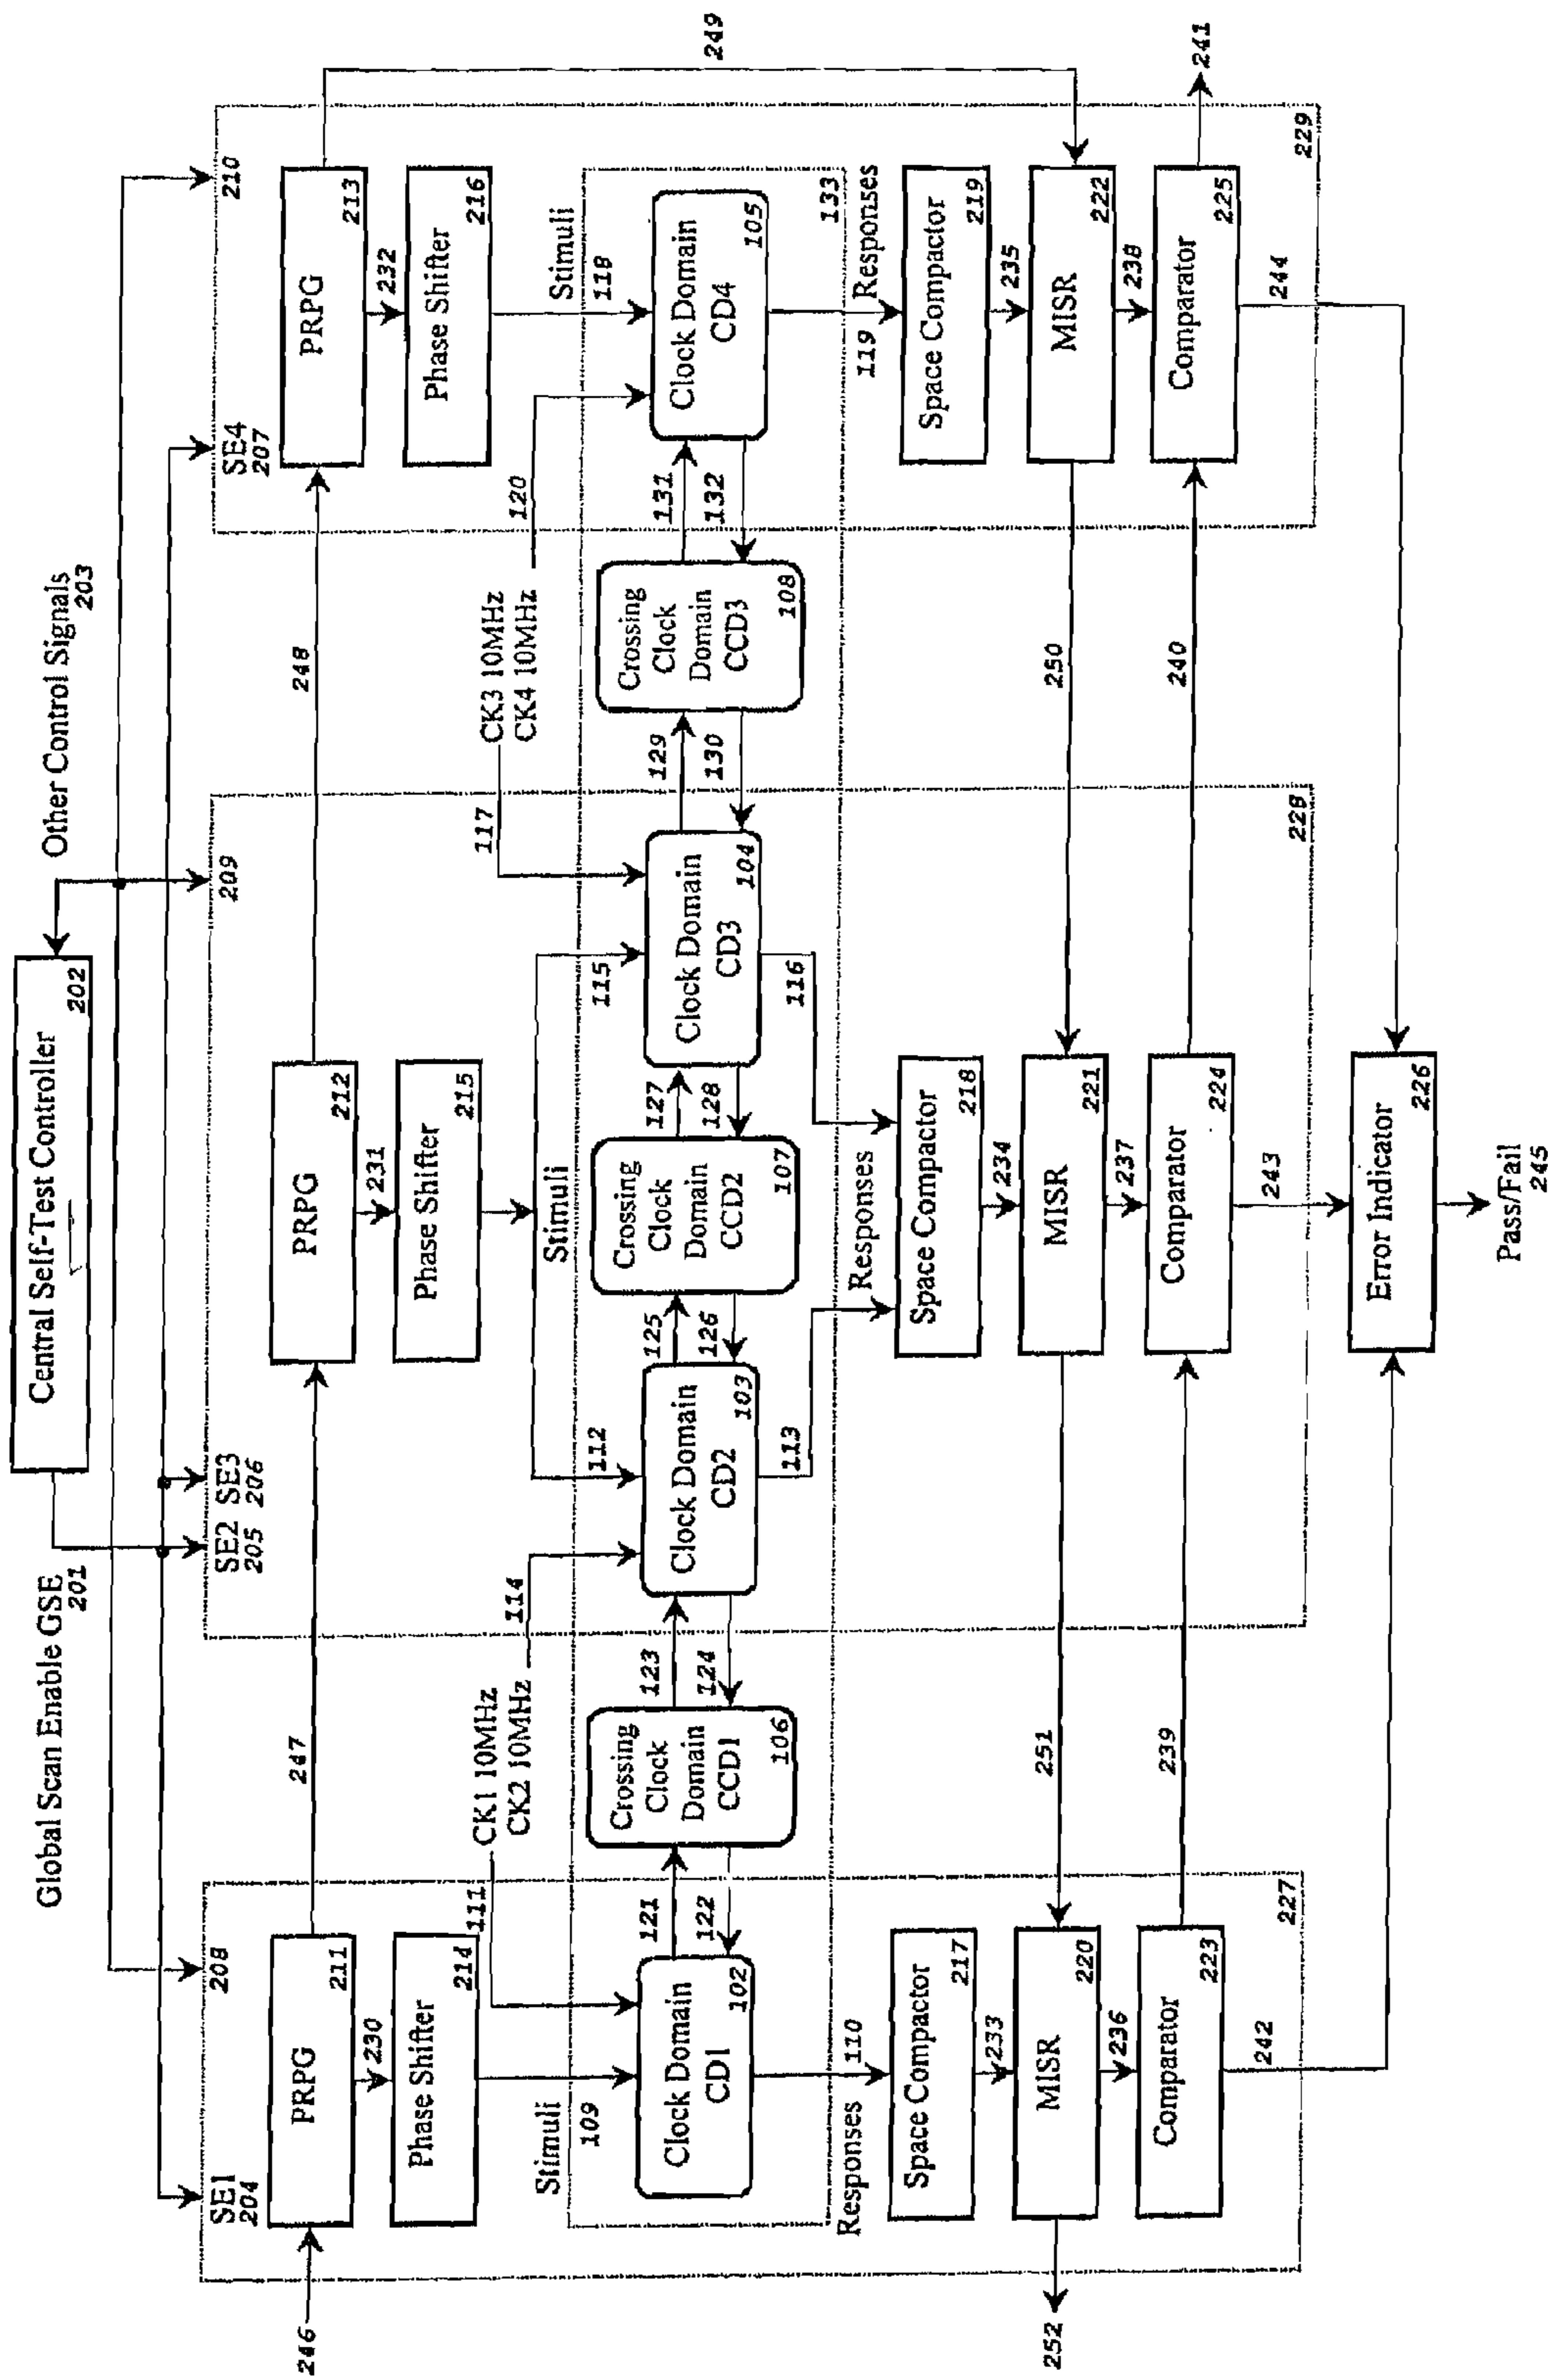 Central Self-Test Controller
202
Global Scan Enable GSE
201
Other Control Signals
203
SE1
204
208
SE2 SE3
205 206
209
SE4
207
210
246
PRPG
211
247
PRPG
212
248
PRPG
213
249
230
231
232
Phase Shifter
214
Phase Shifter
215
Phase Shifter
216
111
CK1 10MHz
CK2 10MHz
114
117
CK3 10MHz
CK4 10MHz
120
Stimuli
109
Stimuli
112
115
Stimuli
118
Clock Domain
CD1
102
121
122
Crossing
Clock
Domain
CCD1
106
123
124
Clock Domain
CD2
103
125
126
Crossing
Clock
Domain
CCD2
107
127
128
Clock Domain
CD3
104
129
130
Crossing
Clock
Domain
CCD3
108
131
132
Clock Domain
CD4
105
113
116
133
Responses
110
Responses
119
Responses
Space Compactor
217
Space Compactor
218
Space Compactor
219
233
234
235
252
MISR
220
251
MISR
221
250
MISR
222
236
237
238
Comparator
223
239
Comparator
224
240
Comparator
225
241
242
227
243
228
244
229
Error Indicator
226
Pass/Fail
245